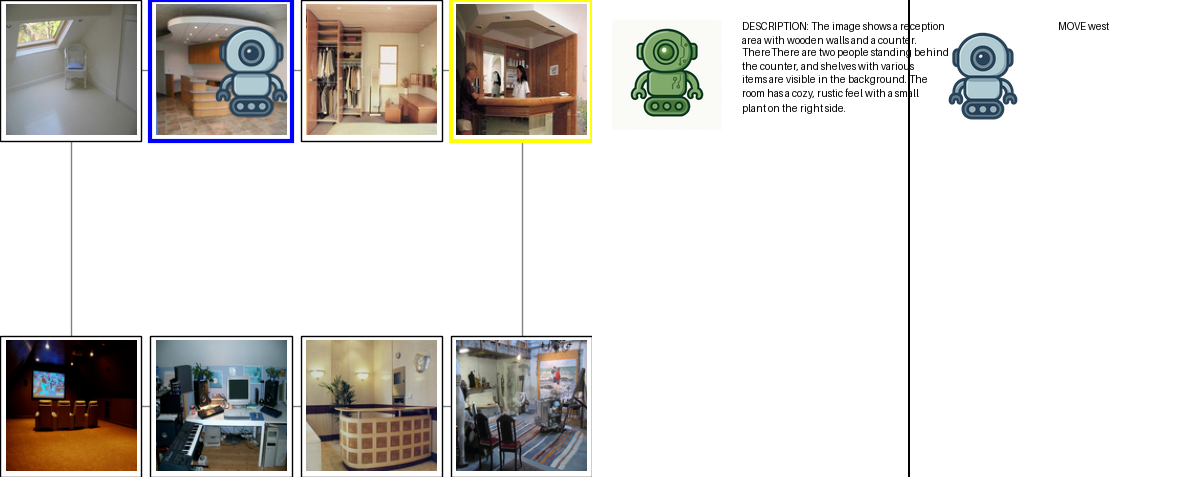 DESCRIPTION: The image shows a reception
area with wooden walls and a counter.
There There are two people standing behind
the counter, and shelves with various
items are visible in the background. The
room has a cozy, rustic feel with a small
plant on the right side.
MOVE west